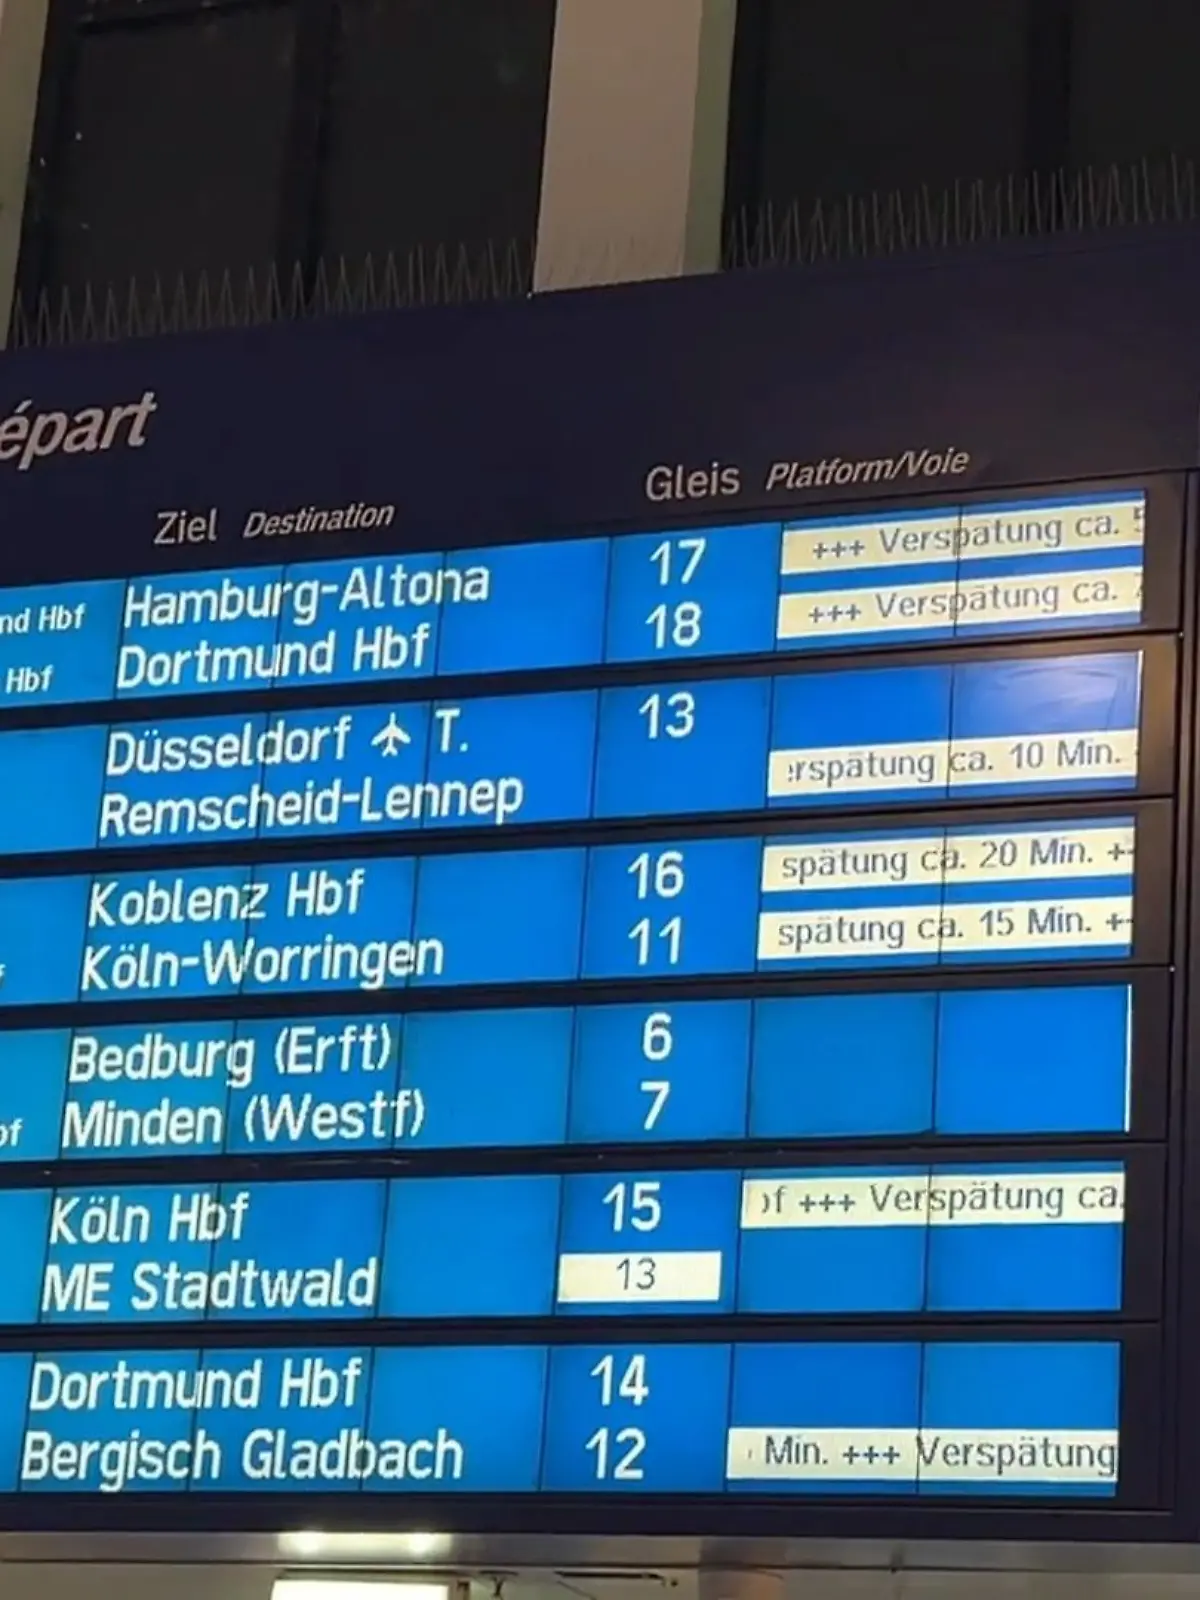 épart
Ziel Destination Gleis Platform/Voie
nd Hbf Hamburg-Altona 17 +++ Verspätung ca.
Hbf Dortmund Hbf 18 +++ Verspätung ca.
Düsseldorf ✈ T. 13
Remscheid-Lennep erspätung ca. 10 Min.
Koblenz Hbf 16 spätung ca. 20 Min. +
Köln-Worringen 11 spätung ca. 15 Min. +
Bedburg (Erft) 6
Minden (Westf) 7
Köln Hbf 15 of +++ Verspätung ca.
ME Stadtwald 13
Dortmund Hbf 14
Bergisch Gladbach 12 Min. +++ Verspätung